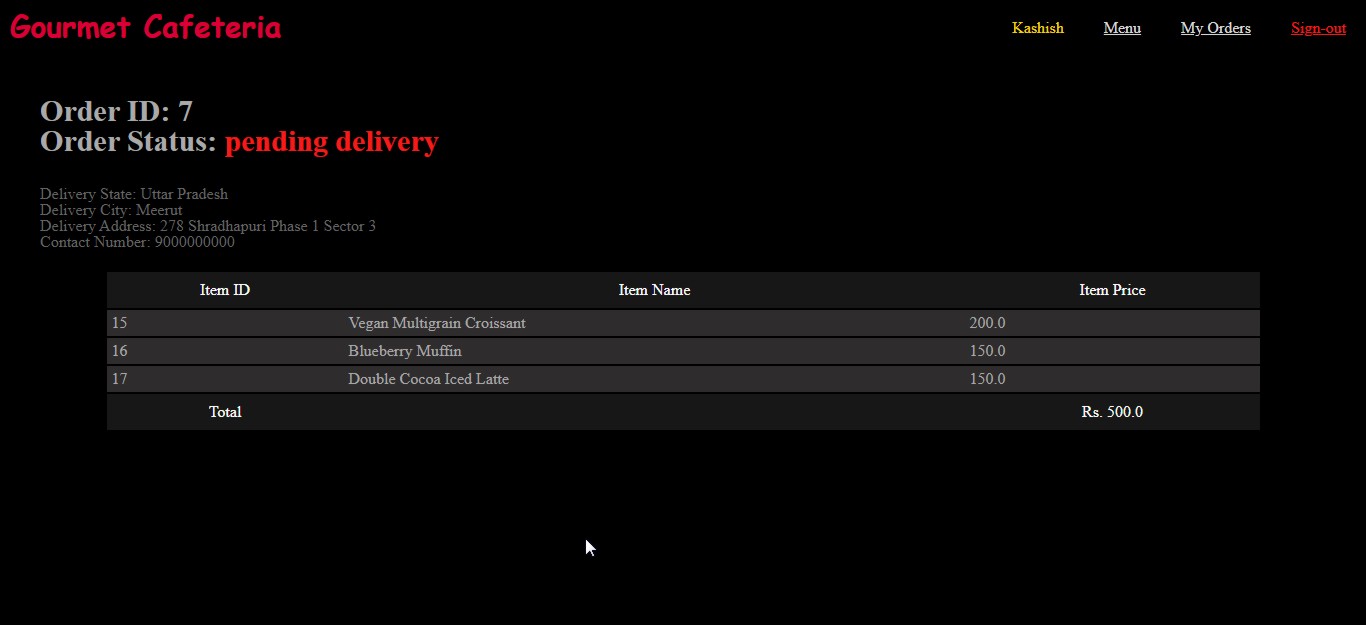 Gourmet Cafeteria Kashish Menu My Orders Sign-out
Order ID: 7
Order Status: pending delivery
Delivery State: Uttar Pradesh
Delivery City: Meerut
Delivery Address: 278 Shradhapuri Phase 1 Sector 3
Contact Number: 9000000000
Item ID Item Name Item Price
15 Vegan Multigrain Croissant 200.0
16 Blueberry Muffin 150.0
17 Double Cocoa Iced Latte 150.0
Total Rs. 500.0